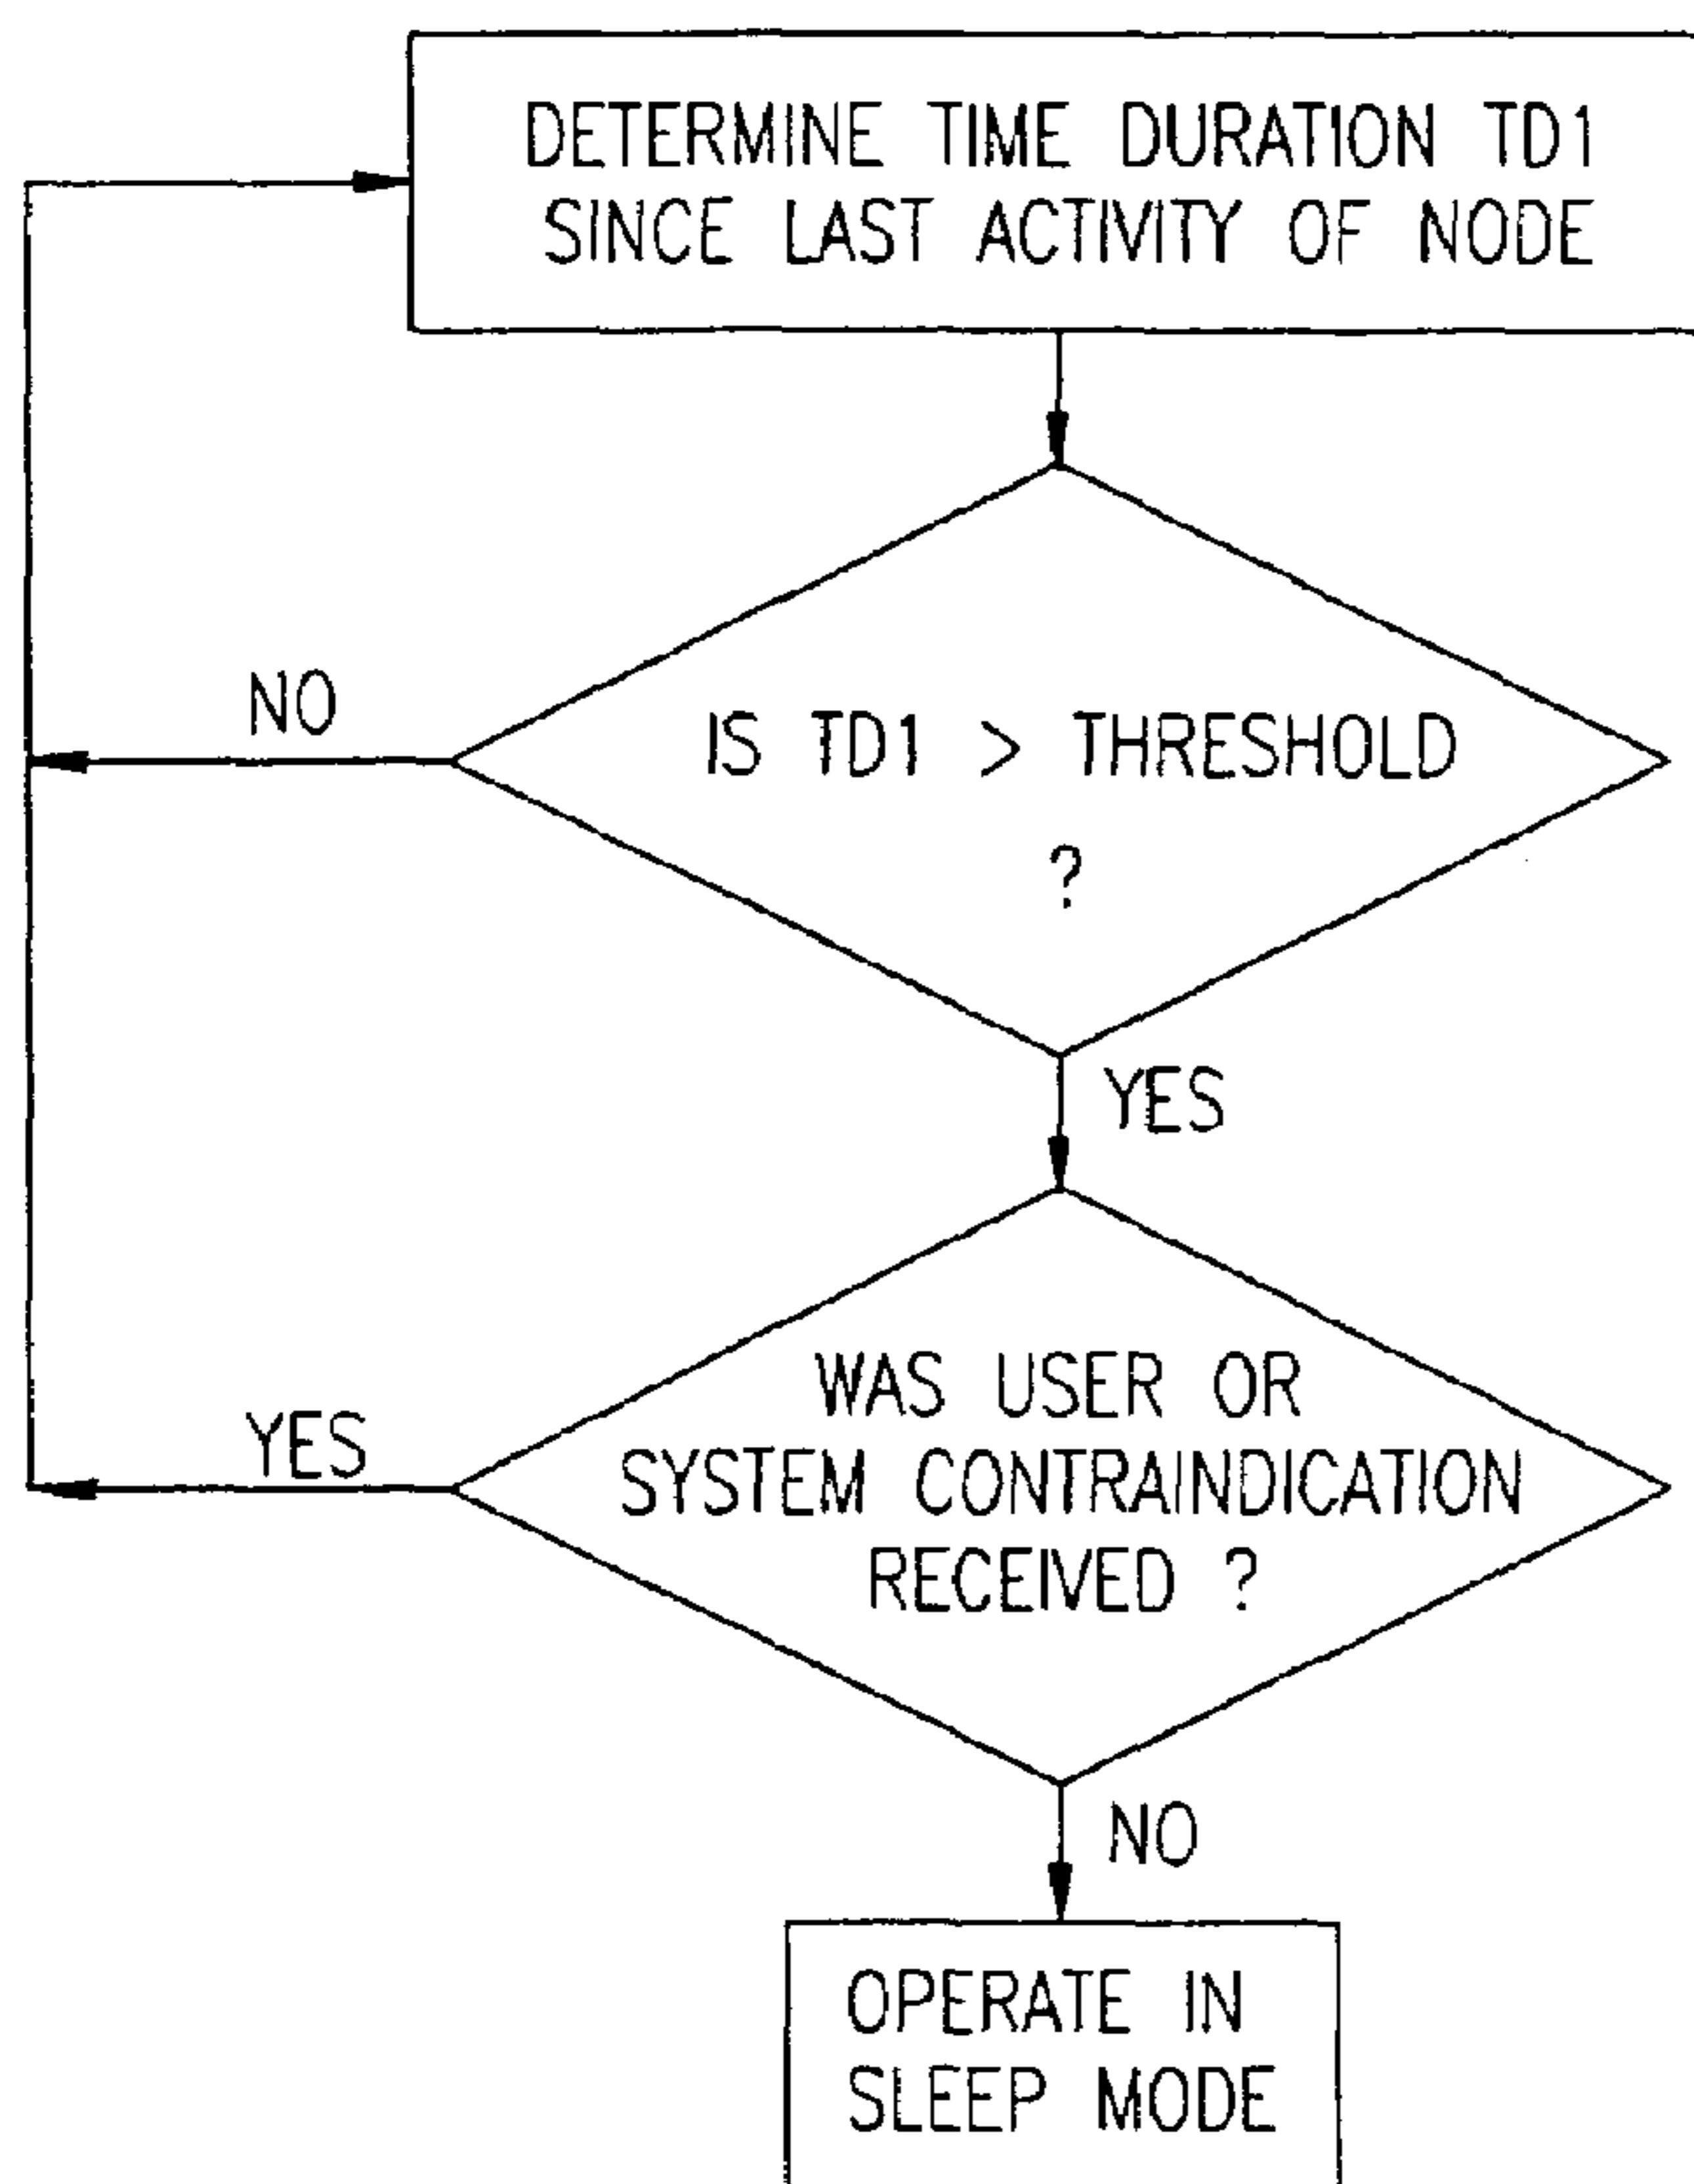 DETERMINE TIME DURATION TD1
SINCE LAST ACTIVITY OF NODE
NO
IS TD1 > THRESHOLD
?
YES
WAS USER OR
SYSTEM CONTRAINDICATION
RECEIVED ?
YES
NO
OPERATE IN
SLEEP MODE